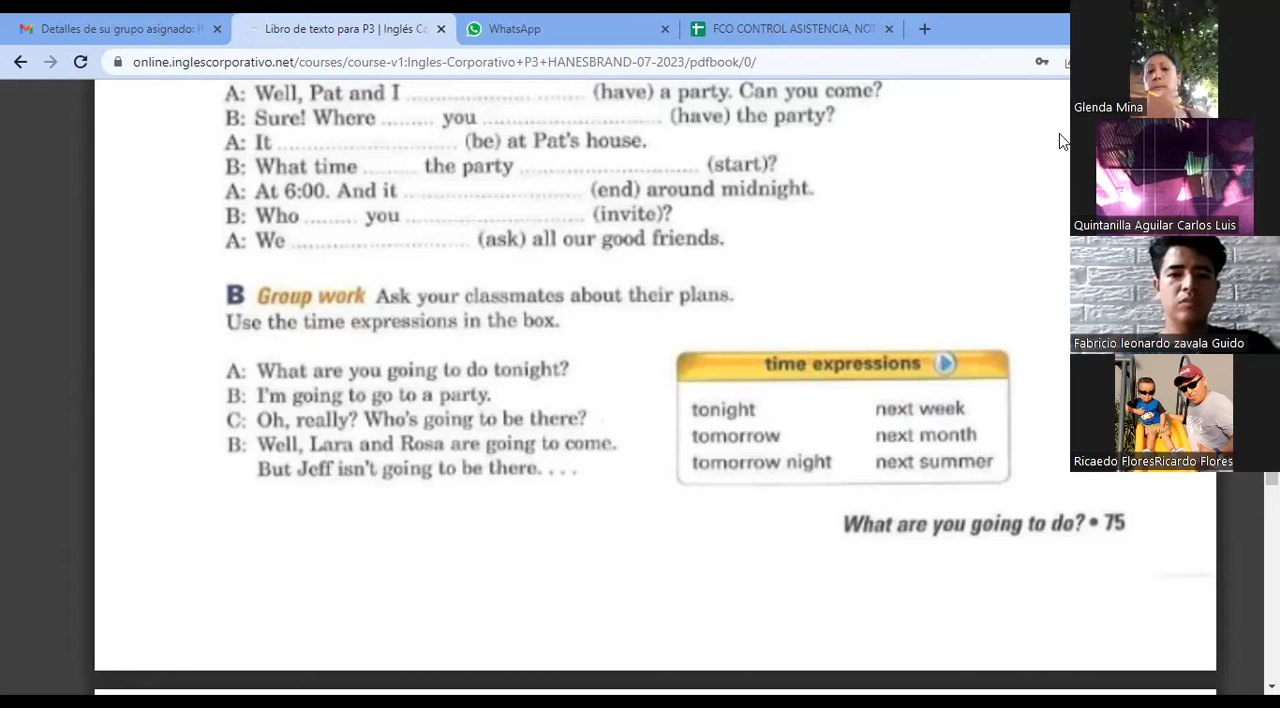 Detalles de su grupo asignado: I
Libro de texto para P3 | Inglés Co
WhatsApp
FCO CONTROL ASISTENCIA, NOT
online.inglescorporativo.net/courses/course-v1:Ingles-Corporativo+P3+HANESBRAND-07-2023/pdfbook/0/
A: Well, Pat and I .......................... (have) a party. Can you come?
B: Sure! Where ........ you .......................... (have) the party?
A: It .......................... (be) at Pat's house.
B: What time ........ the party .......................... (start)?
A: At 6:00. And it .......................... (end) around midnight.
B: Who ........ you .......................... (invite)?
A: We .......................... (ask) all our good friends.
B Group work Ask your classmates about their plans.
Use the time expressions in the box.
A: What are you going to do tonight?
B: I'm going to go to a party.
C: Oh, really? Who's going to be there?
B: Well, Lara and Rosa are going to come.
But Jeff isn't going to be there. . . .
time expressions
tonight next week
tomorrow next month
tomorrow night next summer
What are you going to do? • 75
Glenda Mina
Quintanilla Aguilar Carlos Luis
Fabricio leonardo zavala Guido
Ricaedo FloresRicardo Flores